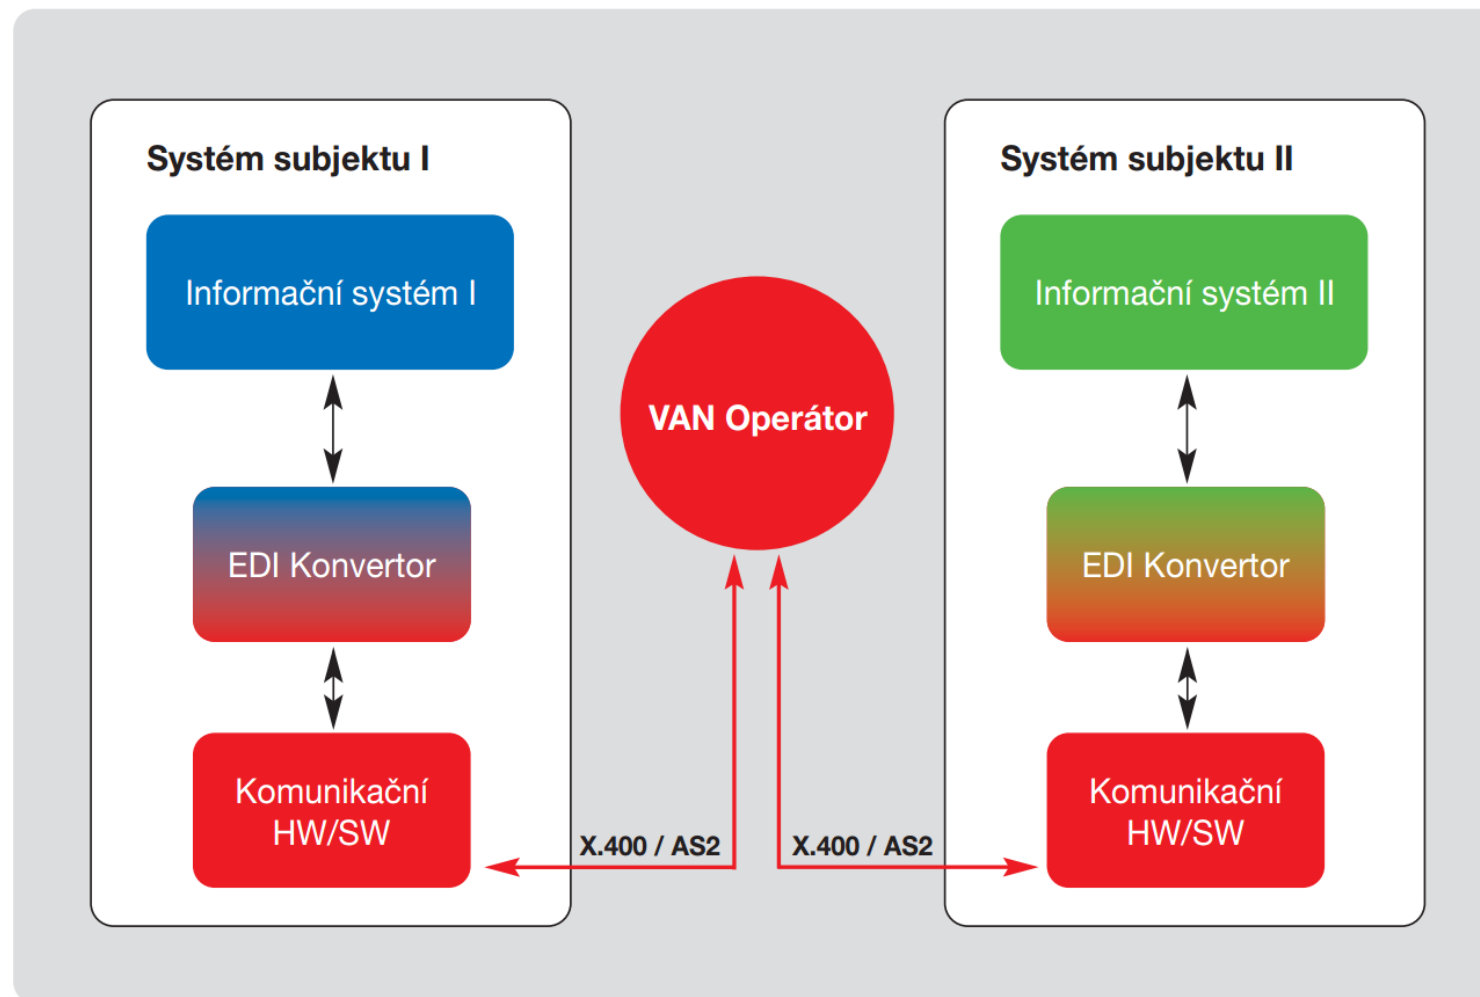 Systém subjektu I
Informační systém I
EDI Konvertor
Komunikační
HW/SW
X.400 / AS2
VAN Operátor
X.400 / AS2
Systém subjektu II
Informační systém II
EDI Konvertor
Komunikační
HW/SW